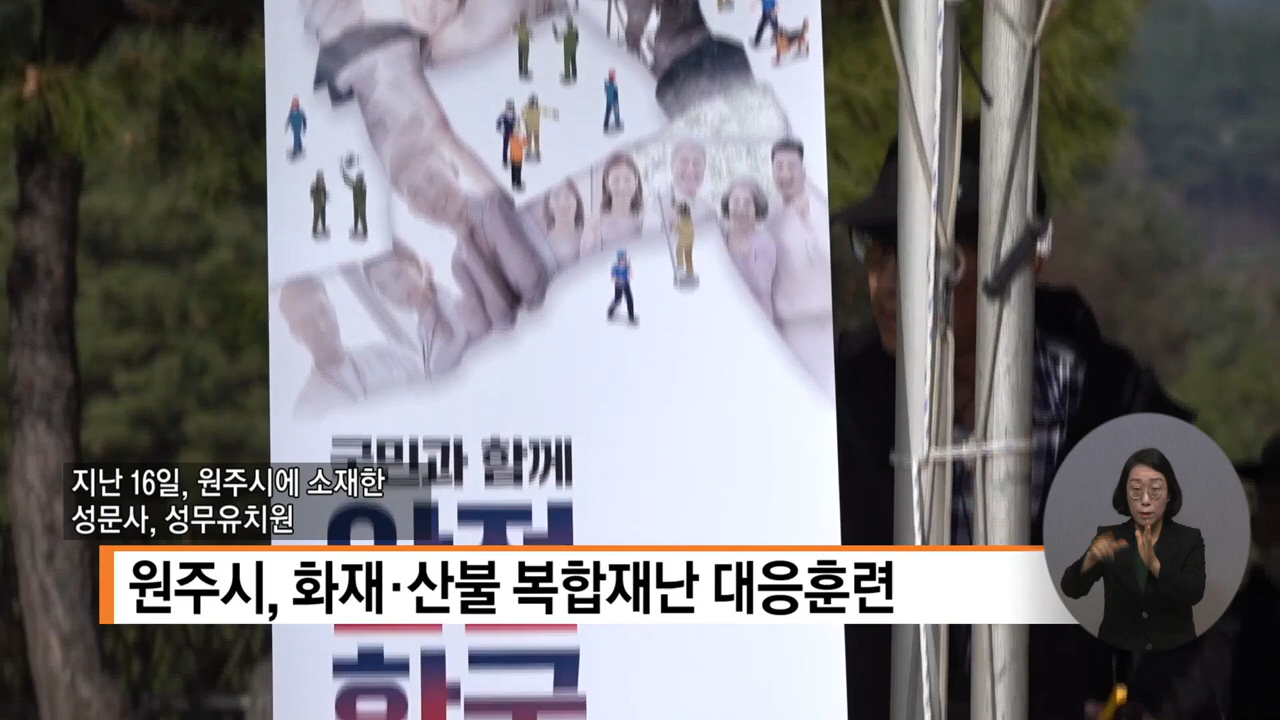 국민과 함께
지난 16일, 원주시에 소재한
성문사, 성무유치원
원주시, 화재·산불 복합재난 대응훈련
한국